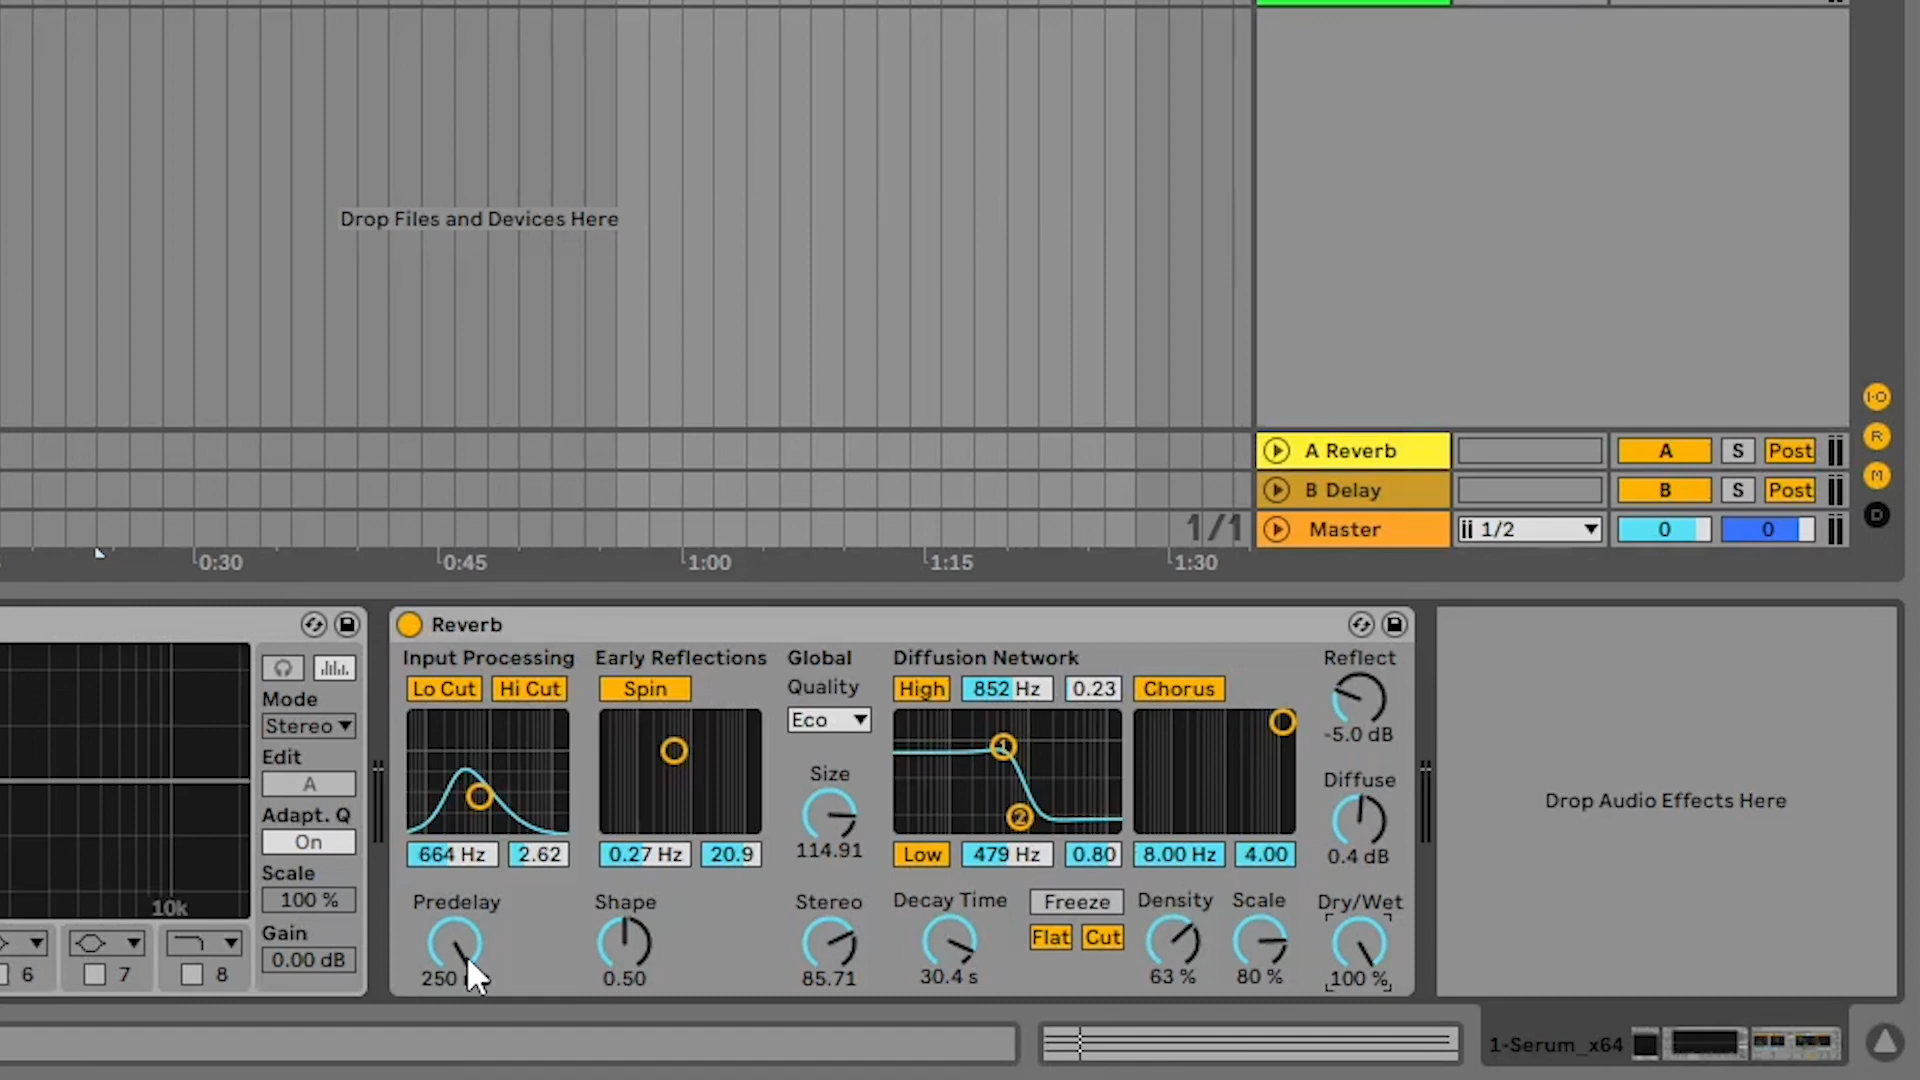 Drop Files and Devices Here
A Reverb
A
S
Post
B Delay
B
S
Post
1/1
Master
1/2
0
0
I·O
R
M
D
0:30
0:45
1:00
1:15
1:30
Mode
Stereo
Edit
A
Adapt. Q
On
Scale
100 %
Gain
0.00 dB
10k
6
7
8
Reverb
Input Processing
Lo Cut
Hi Cut
664 Hz
2.62
Predelay
250
Early Reflections
Spin
0.27 Hz
20.9
Shape
0.50
Global
Quality
Eco
Size
114.91
Stereo
85.71
Diffusion Network
High
852 Hz
0.23
Chorus
1
2
Low
479 Hz
0.80
8.00 Hz
4.00
Decay Time
30.4 s
Freeze
Flat
Cut
Density
63 %
Scale
80 %
Reflect
-5.0 dB
Diffuse
0.4 dB
Dry/Wet
100 %
Drop Audio Effects Here
1-Serum_x64